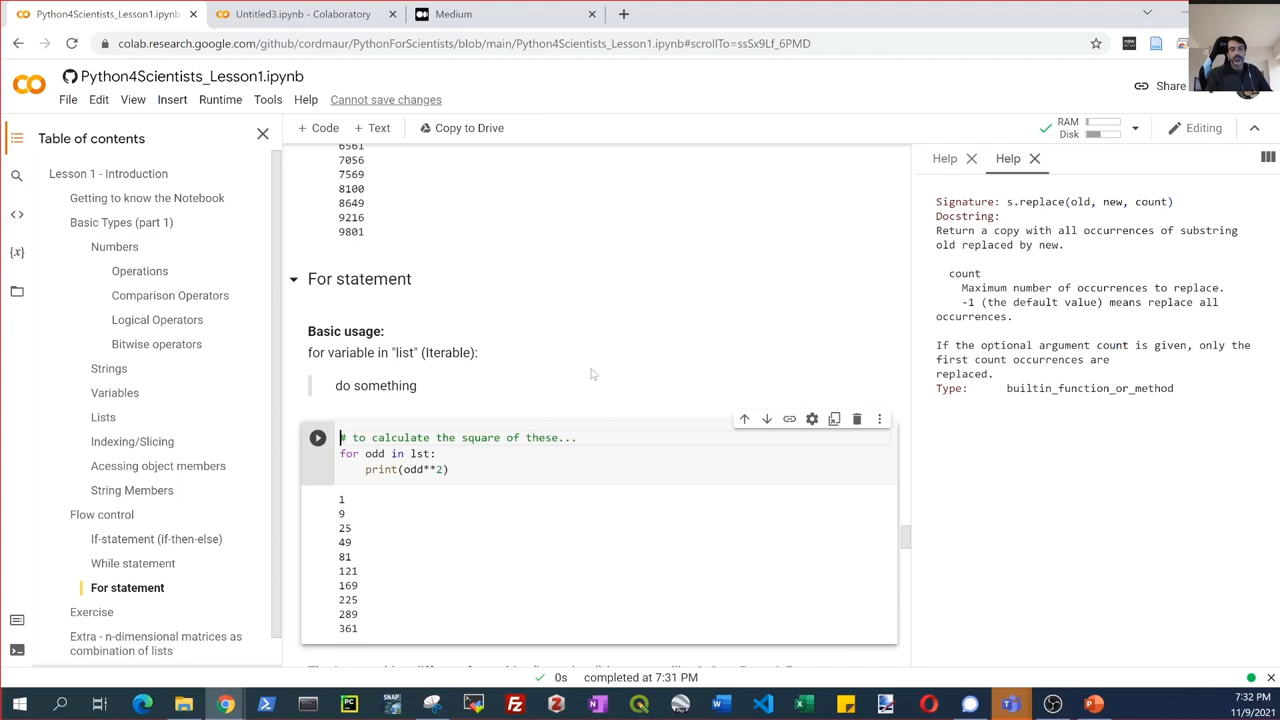 Python4Scientists_Lesson1.ipynb
Untitled3.ipynb - Colaboratory
Medium
colab.research.google.com/github/cordmaur/PythonForScientists/blob/main/Python4Scientists_Lesson1.ipynb#scrollTo=ssSx9Lf_6PMD
Python4Scientists_Lesson1.ipynb
File Edit View Insert Runtime Tools Help Cannot save changes
Share
+ Code + Text Copy to Drive
RAM
Disk
Editing
Table of contents
Lesson 1 - Introduction
Getting to know the Notebook
Basic Types (part 1)
Numbers
Operations
Comparison Operators
Logical Operators
Bitwise operators
Strings
Variables
Lists
Indexing/Slicing
Acessing object members
String Members
Flow control
If-statement (if-then-else)
While statement
For statement
Exercise
Extra - n-dimensional matrices as
combination of lists
6561
7056
7569
8100
8649
9216
9801
For statement
Basic usage:
for variable in "list" (Iterable):
do something
# to calculate the square of these...
for odd in lst:
print(odd**2)
1
9
25
49
81
121
169
225
289
361
Help Help
Signature: s.replace(old, new, count)
Docstring:
Return a copy with all occurrences of substring
old replaced by new.
count
Maximum number of occurrences to replace.
-1 (the default value) means replace all
occurrences.
If the optional argument count is given, only the
first count occurrences are
replaced.
Type: builtin_function_or_method
0s completed at 7:31 PM
7:32 PM
11/9/2021